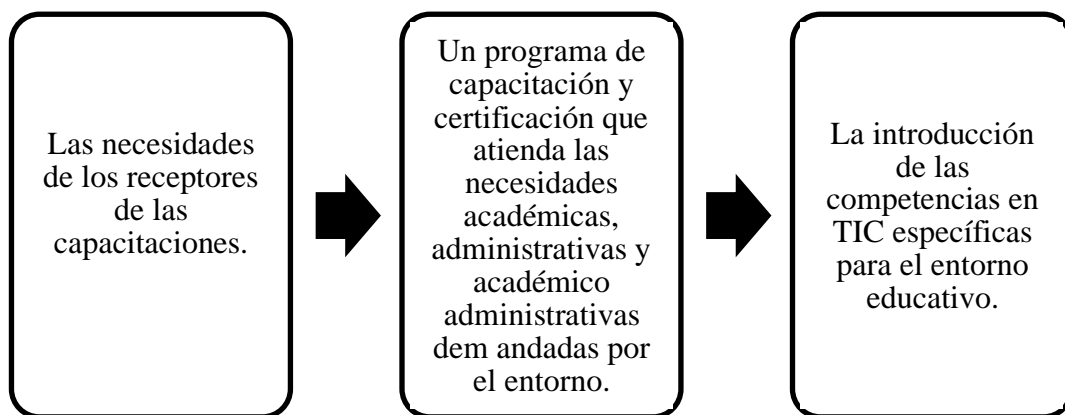 Las necesidades
de los receptores
de las
capacitaciones.
Un programa de
capacitación y
certificación que
atienda las
necesidades
académicas,
administrativas y
académico
administrativas
dem andadas por
el entorno.
La introducción
de las
competencias en
TIC específicas
para el entorno
educativo.